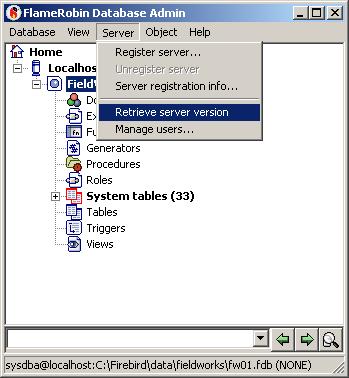 FlameRobin Database Admin
Database View Server Object Help
Home
Register server...
Localhos
Unregister server
Field
Server registration info...
Do
Retrieve server version
Ex
Manage users...
Fu
Generators
Procedures
Roles
System tables (33)
Tables
Triggers
Views
sysdba@localhost:C:\Firebird\data\fieldworks\fw01.fdb (NONE)